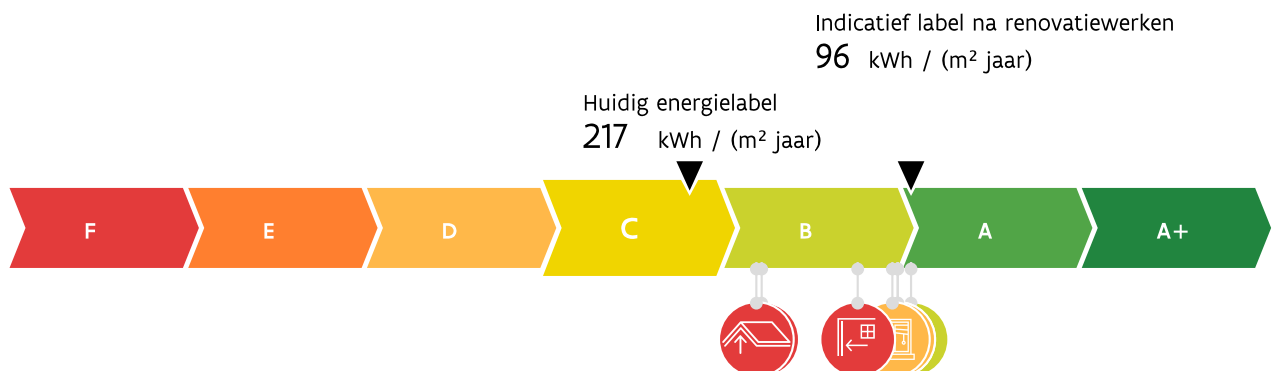 Indicatief label na renovatiewerken
96 kWh / (m² jaar)
Huidig energielabel
217 kWh / (m² jaar)
F E D C B A A+